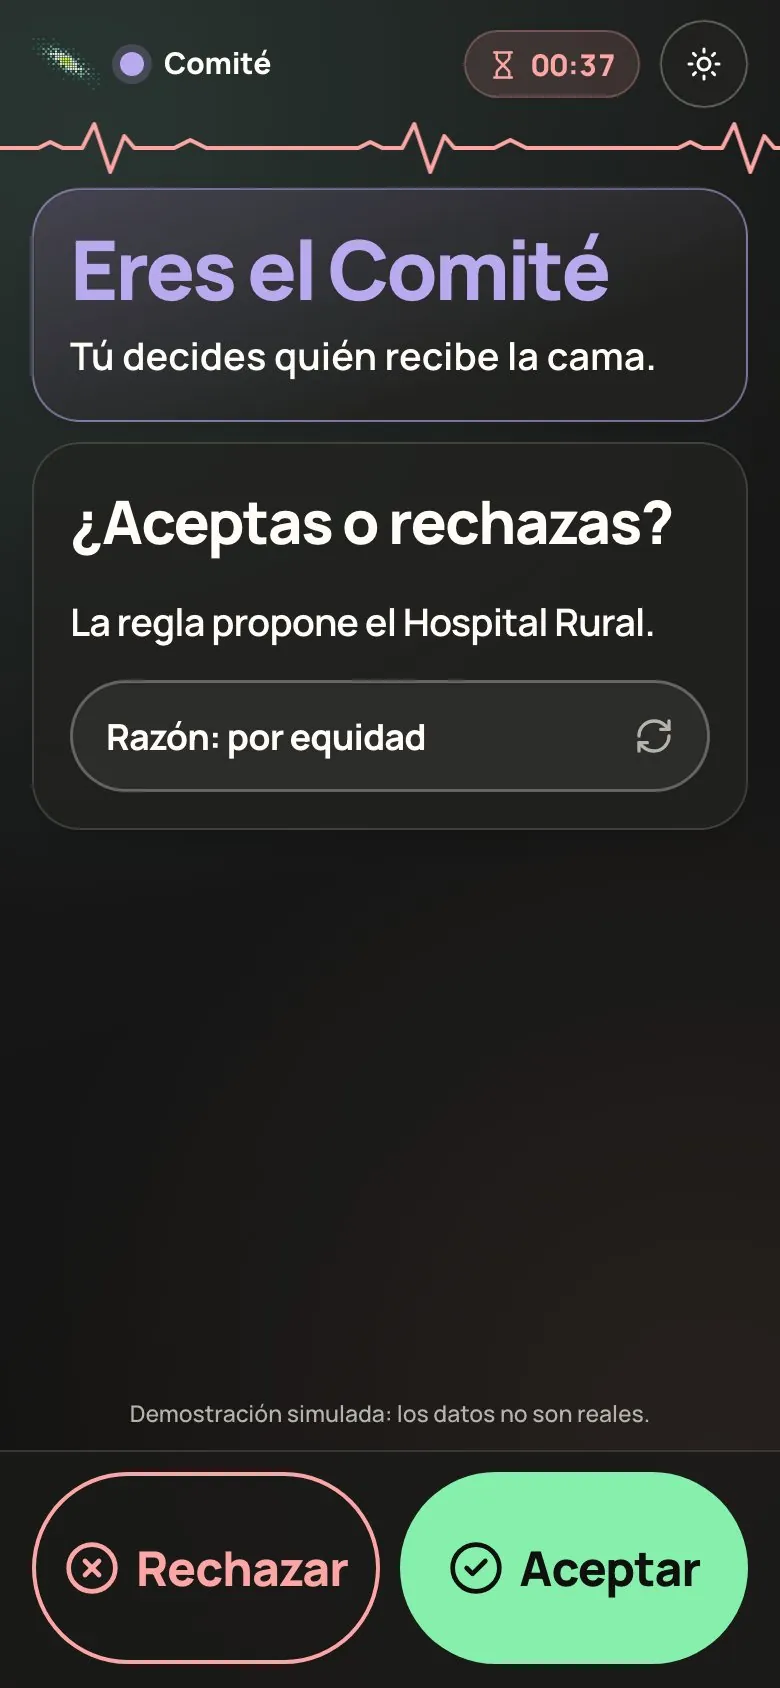 Comité
00:37
Eres el Comité
Tú decides quién recibe la cama.
¿Aceptas o rechazas?
La regla propone el Hospital Rural.
Razón: por equidad
Demostración simulada: los datos no son reales.
Rechazar
Aceptar